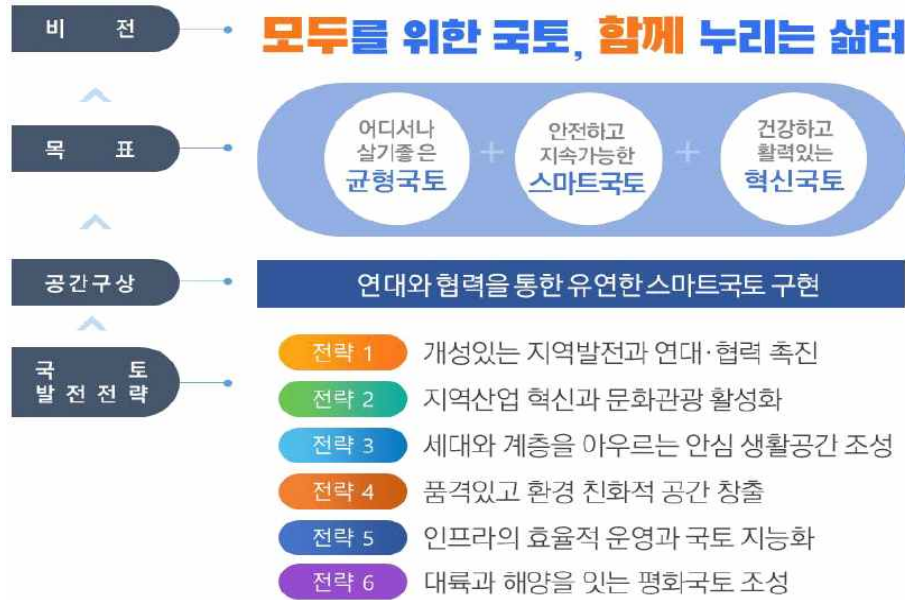 비 전
모두를 위한 국토, 함께 누리는 삶터
목 표
어디서나
살기좋은
균형국토
+
안전하고
지속가능한
스마트국토
+
건강하고
활력있는
혁신국토
공간구상
연대와 협력을 통한 유연한 스마트국토 구현
국 토
발 전 전 략
전략 1 개성있는 지역발전과 연대·협력 촉진
전략 2 지역산업 혁신과 문화관광 활성화
전략 3 세대와 계층을 아우르는 안심 생활공간 조성
전략 4 품격있고 환경 친화적 공간 창출
전략 5 인프라의 효율적 운영과 국토 지능화
전략 6 대륙과 해양을 잇는 평화국토 조성